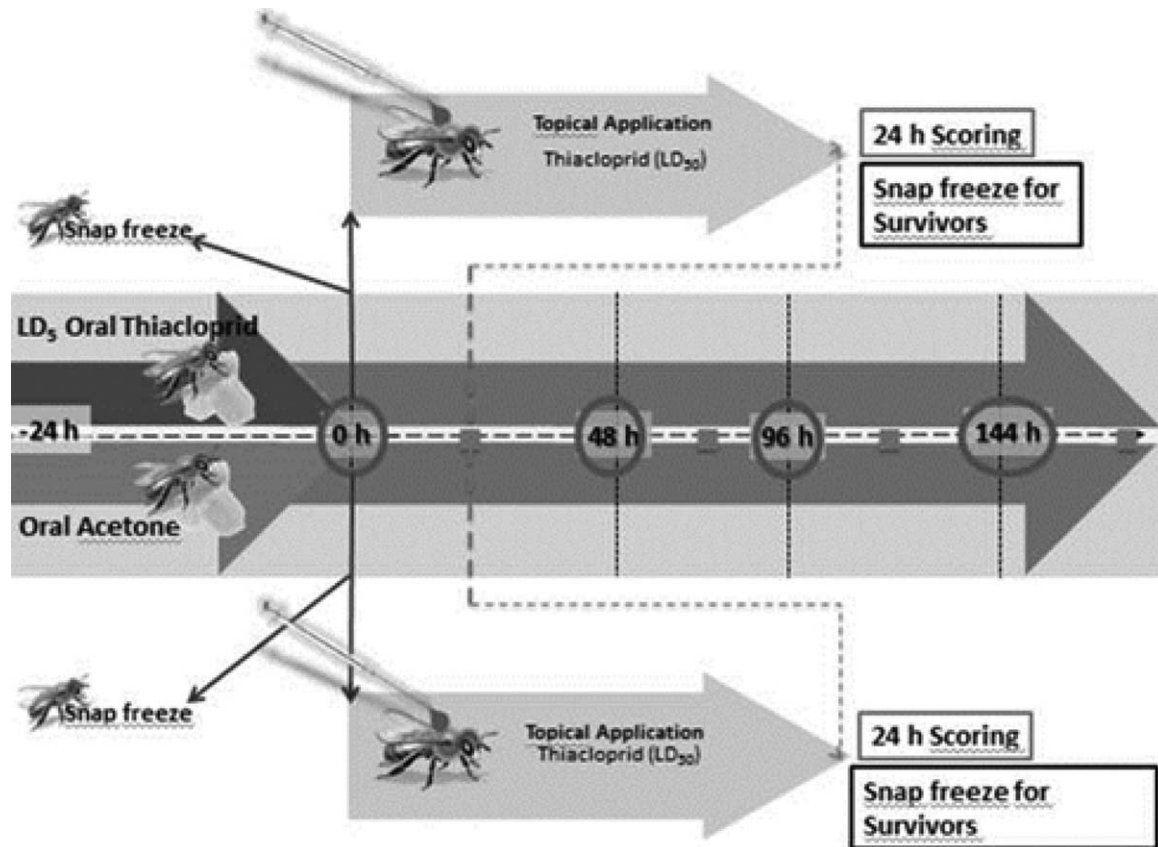 Topical Application
Thiacloprid (LD₅₀)
24 h Scoring
Snap freeze for
Survivors
Snap freeze
LD₅ Oral Thiacloprid
-24 h
0 h
48 h
96 h
144 h
Oral Acetone
Snap freeze
Topical Application
Thiacloprid (LD₅₀)
24 h Scoring
Snap freeze for
Survivors